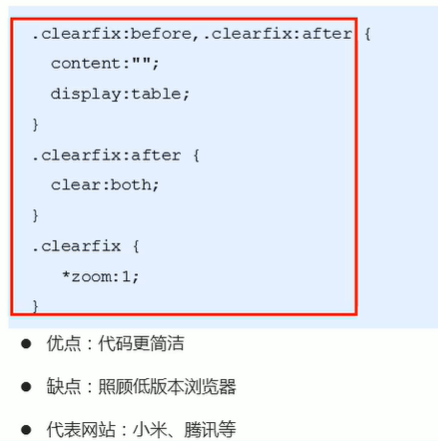 .clearfix:before,.clearfix:after {
content:"";
display:table;
}
.clearfix:after {
clear:both;
}
.clearfix {
*zoom:1;
}
● 优点：代码更简洁
● 缺点：照顾低版本浏览器
● 代表网站：小米、腾讯等